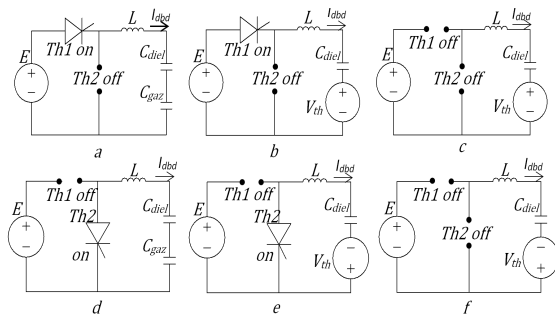 Th1 on L I_dbd
E + − Th2 off C_diel C_gaz
a
Th1 on L I_dbd
E + − Th2 off C_diel V_th + −
b
Th1 off L I_dbd
E + − Th2 off C_diel V_th + −
c
Th1 off L I_dbd
E + − Th2 on C_diel C_gaz
d
Th1 off L I_dbd
E + − Th2 on C_diel V_th − +
e
Th1 off L I_dbd
E + − Th2 off C_diel V_th − +
f